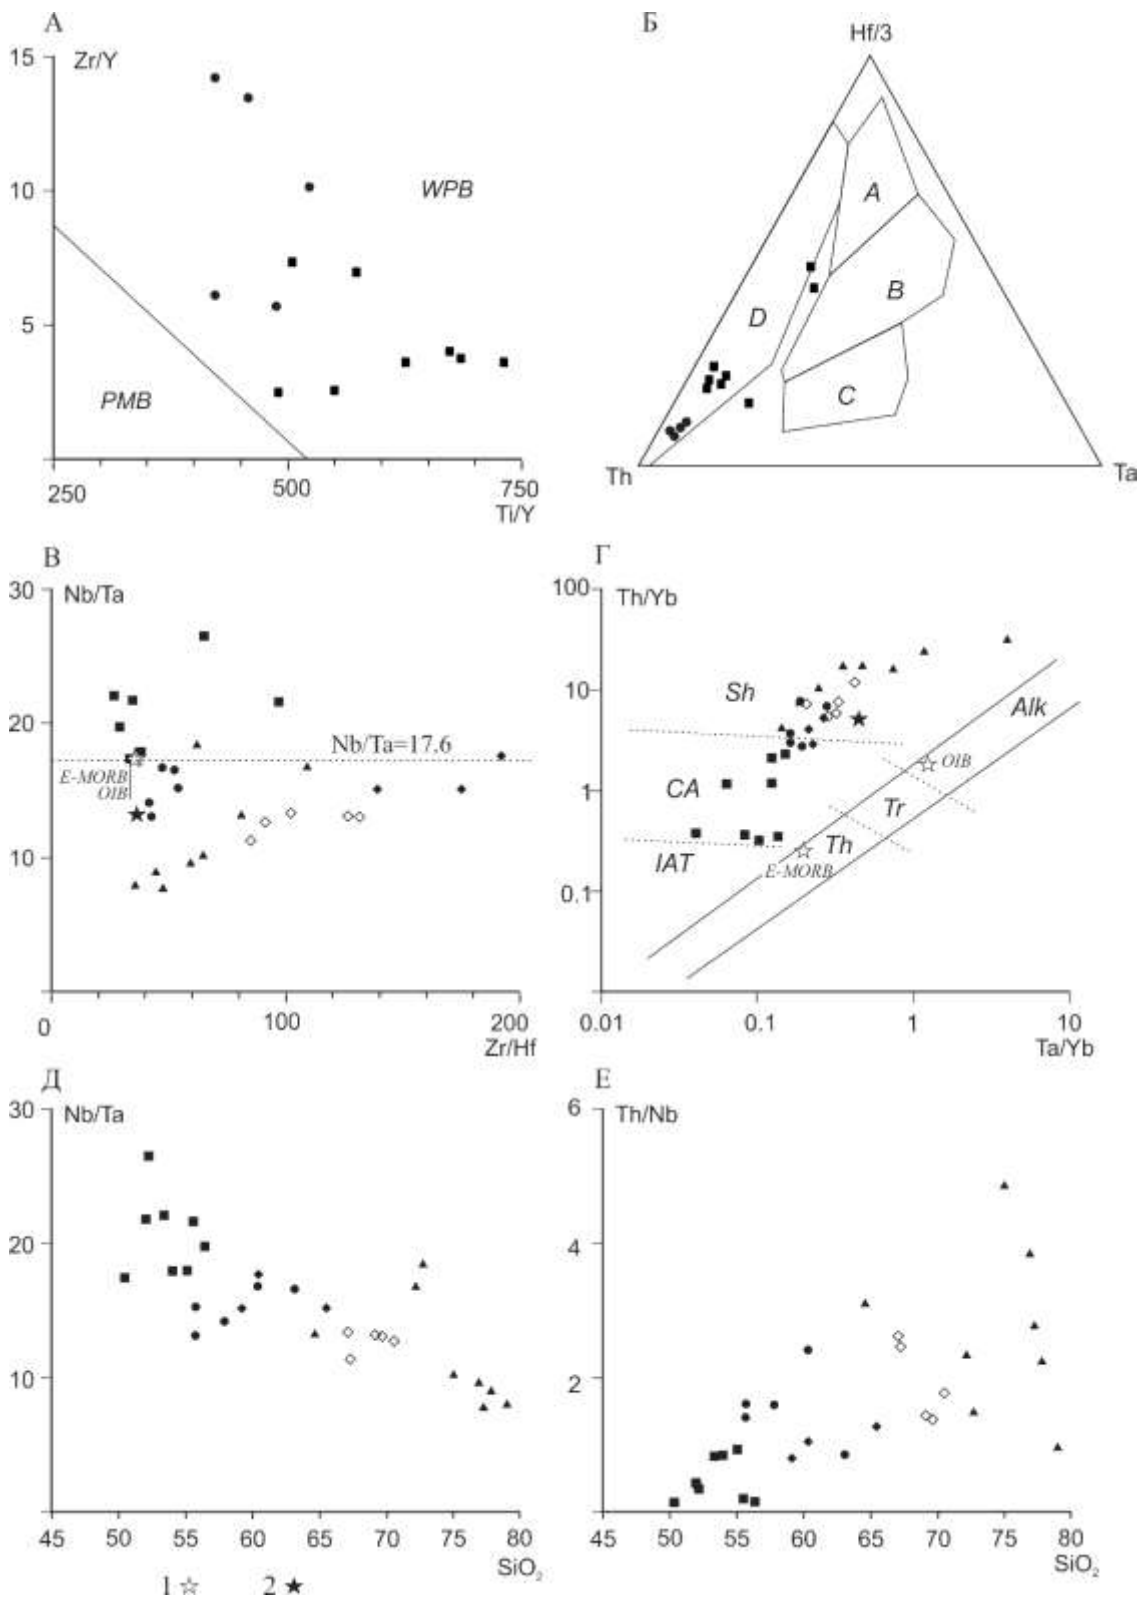 А
Zr/Y
15
10
5
WPB
PMB
250
500
750
Ti/Y
Б
Hf/3
A
B
C
D
Th
Ta
В
30
Nb/Ta
20
10
Nb/Ta=17.6
E-MORB
OIB
0
100
200
Zr/Hf
Г
100
Th/Yb
10
1
0.1
Sh
Alk
OIB
CA
Tr
Th
IAT
E-MORB
0.01
0.1
1
10
Ta/Yb
Д
30
Nb/Ta
20
10
45 50 55 60 65 70 75 80
SiO₂
Е
6
Th/Nb
4
2
45 50 55 60 65 70 75 80
SiO₂
1 ☆ 2 ★